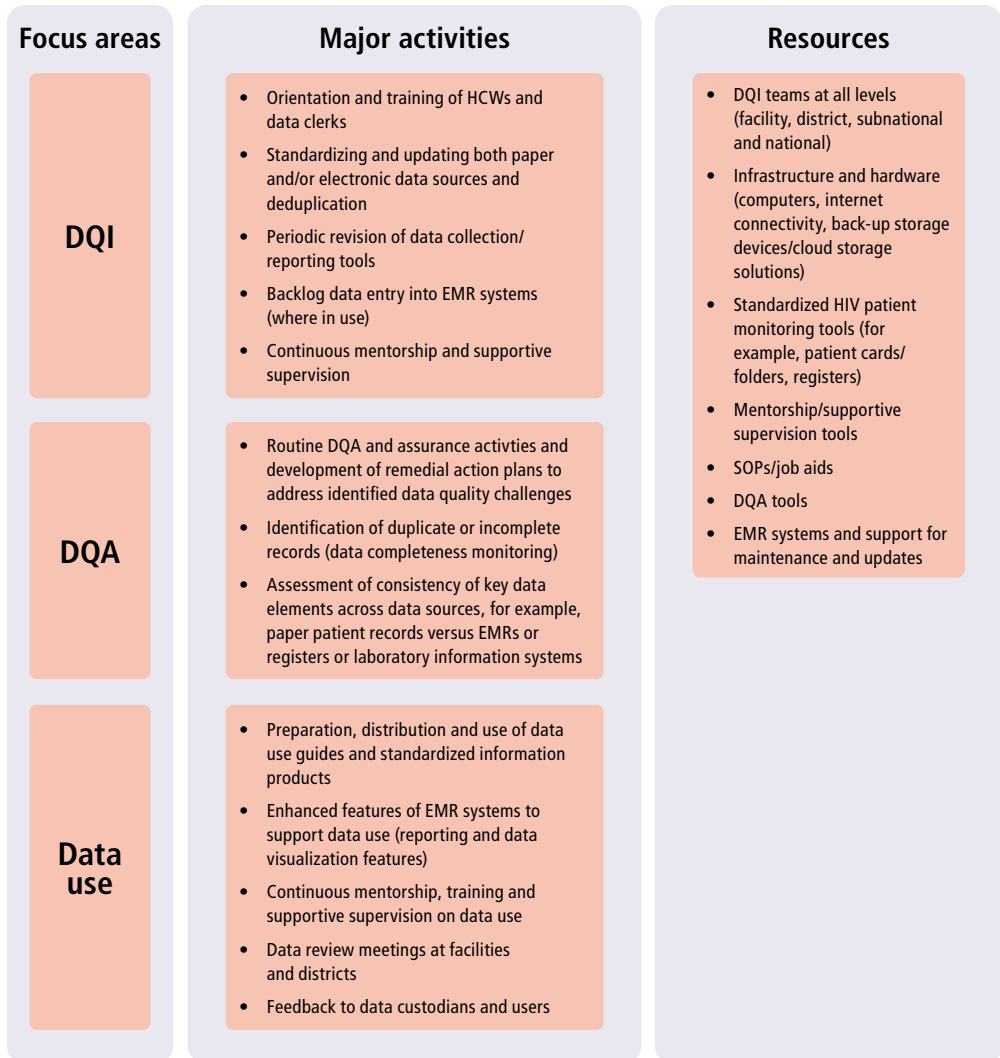 Focus areas
Major activities
Resources
DQI
• Orientation and training of HCWs and
data clerks
• Standardizing and updating both paper
and/or electronic data sources and
deduplication
• Periodic revision of data collection/
reporting tools
• Backlog data entry into EMR systems
(where in use)
• Continuous mentorship and supportive
supervision
DQA
• Routine DQA and assurance activties and
development of remedial action plans to
address identified data quality challenges
• Identification of duplicate or incomplete
records (data completeness monitoring)
• Assessment of consistency of key data
elements across data sources, for example,
paper patient records versus EMRs or
registers or laboratory information systems
Data
use
• Preparation, distribution and use of data
use guides and standardized information
products
• Enhanced features of EMR systems to
support data use (reporting and data
visualization features)
• Continuous mentorship, training and
supportive supervision on data use
• Data review meetings at facilities
and districts
• Feedback to data custodians and users
• DQI teams at all levels
(facility, district, subnational
and national)
• Infrastructure and hardware
(computers, internet
connectivity, back-up storage
devices/cloud storage
solutions)
• Standardized HIV patient
monitoring tools (for
example, patient cards/
folders, registers)
• Mentorship/supportive
supervision tools
• SOPs/job aids
• DQA tools
• EMR systems and support for
maintenance and updates